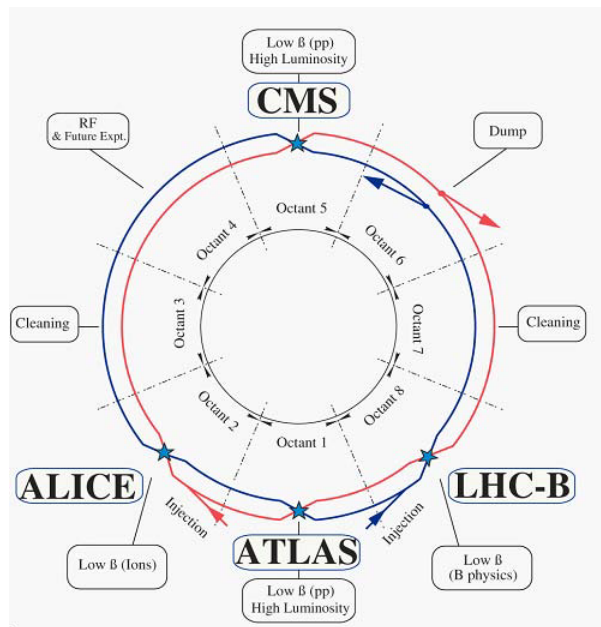 Low ß (pp)
High Luminosity
CMS
RF
& Future Expt.
Dump
Octant 5
Octant 4
Octant 6
Octant 3
Octant 7
Cleaning
Cleaning
Octant 2
Octant 8
Octant 1
ALICE
LHC-B
Injection
Injection
ATLAS
Low ß (Ions)
Low ß
(B physics)
Low ß (pp)
High Luminosity